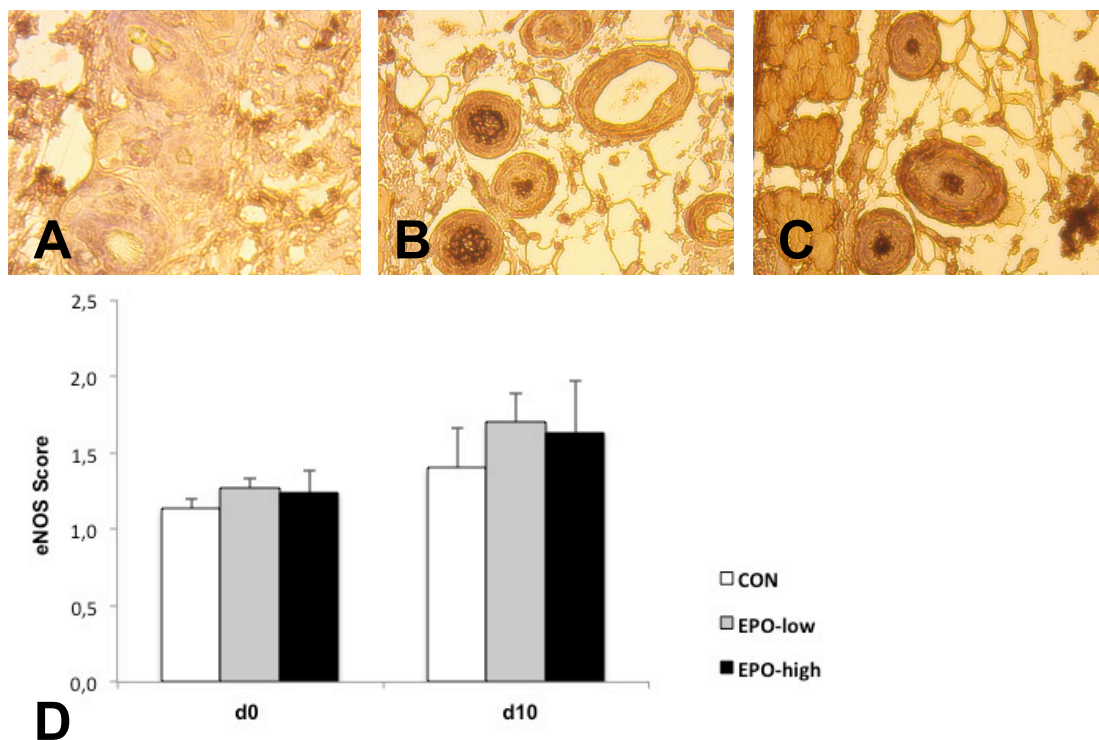 A
B
C
2,5
2,0
1,5
1,0
0,5
0,0
eNOS Score
d0
d10
CON
EPO-low
EPO-high
D